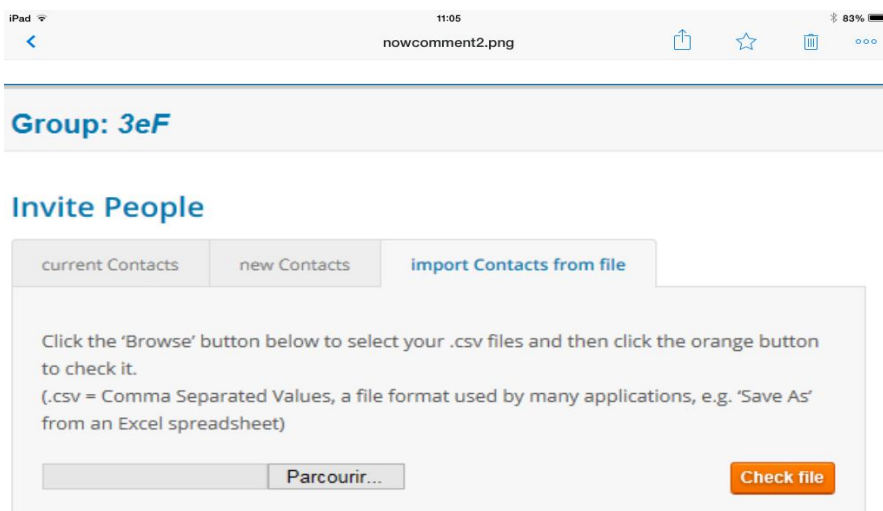 iPad 11:05 83%
nowcomment2.png
Group: 3eF
Invite People
current Contacts new Contacts import Contacts from file
Click the ‘Browse’ button below to select your .csv files and then click the orange button
to check it.
(.csv = Comma Separated Values, a file format used by many applications, e.g. ‘Save As’
from an Excel spreadsheet)
Parcourir... Check file